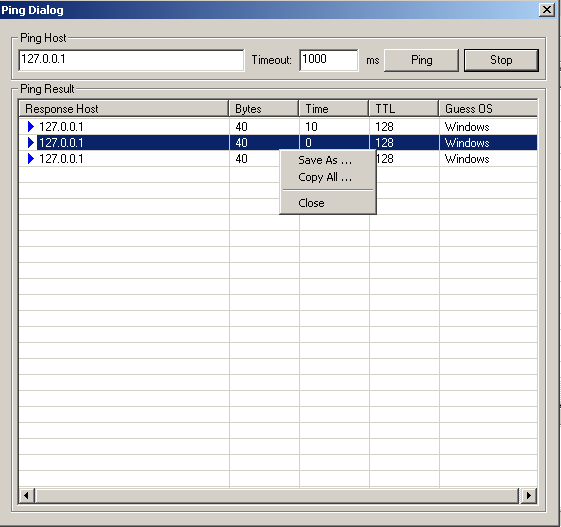 Ping Dialog
Ping Host
127.0.0.1 Timeout: 1000 ms Ping Stop
Ping Result
Response Host Bytes Time TTL Guess OS
127.0.0.1 40 10 128 Windows
127.0.0.1 40 0 128 Windows
127.0.0.1 40 128 Windows
Save As ...
Copy All ...
Close